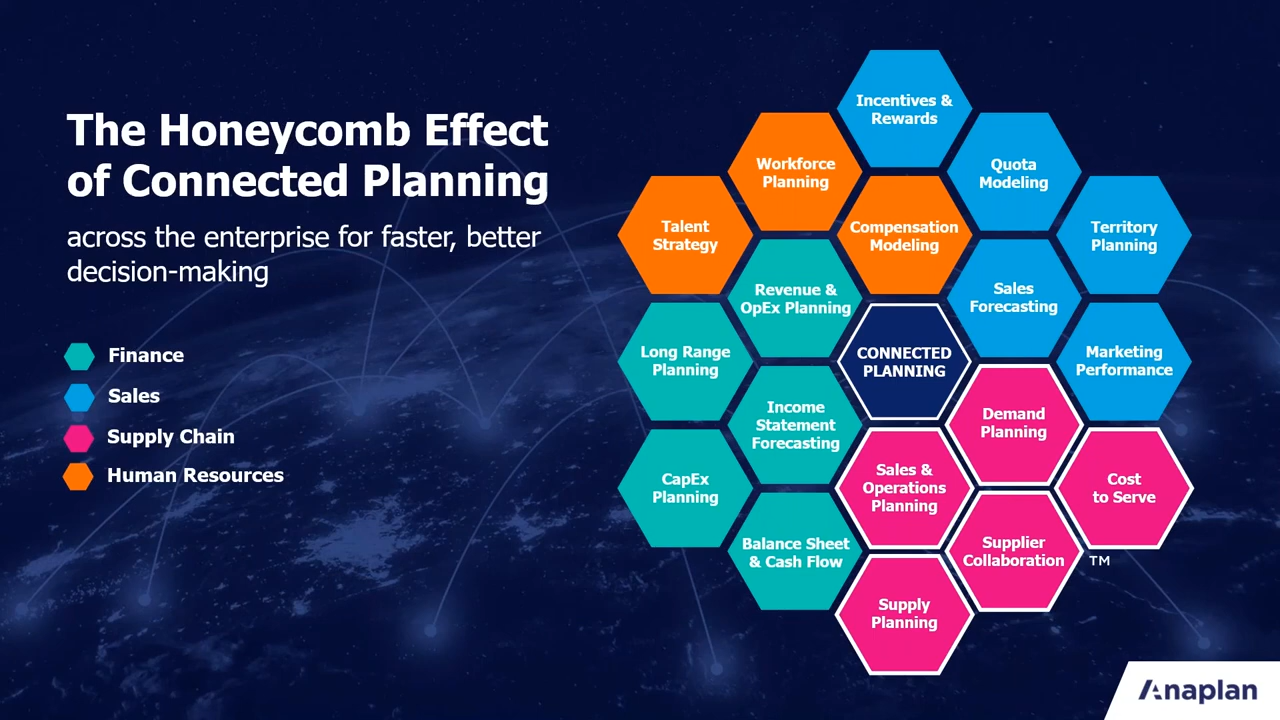 The Honeycomb Effect
of Connected Planning
across the enterprise for faster, better
decision-making
Finance
Sales
Supply Chain
Human Resources
Incentives &
Rewards
Workforce
Planning
Quota
Modeling
Talent
Strategy
Compensation
Modeling
Territory
Planning
Revenue &
OpEx Planning
Sales
Forecasting
Long Range
Planning
CONNECTED
PLANNING
Marketing
Performance
Income
Statement
Forecasting
Demand
Planning
CapEx
Planning
Sales &
Operations
Planning
Cost
to Serve
Balance Sheet
& Cash Flow
Supplier
Collaboration
TM
Supply
Planning
Anaplan